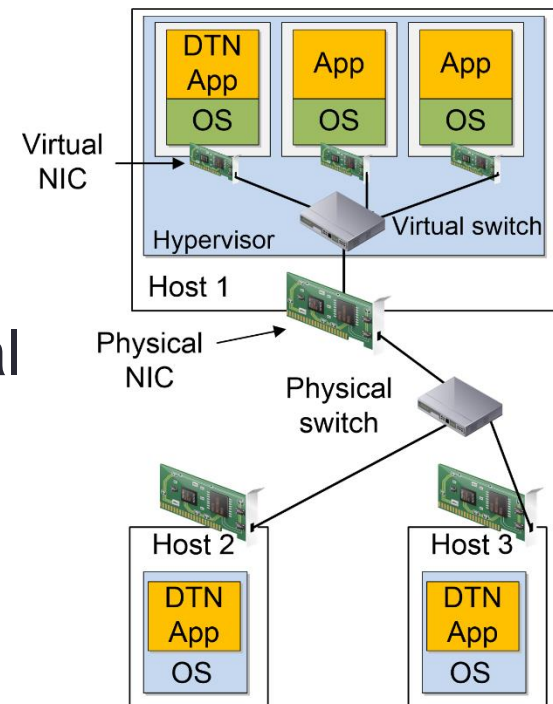 DTN
App
App
App
OS
OS
OS
Virtual
NIC
Hypervisor
Virtual switch
Host 1
al
Physical
NIC
Physical
switch
Host 2
Host 3
DTN
App
OS
DTN
App
OS